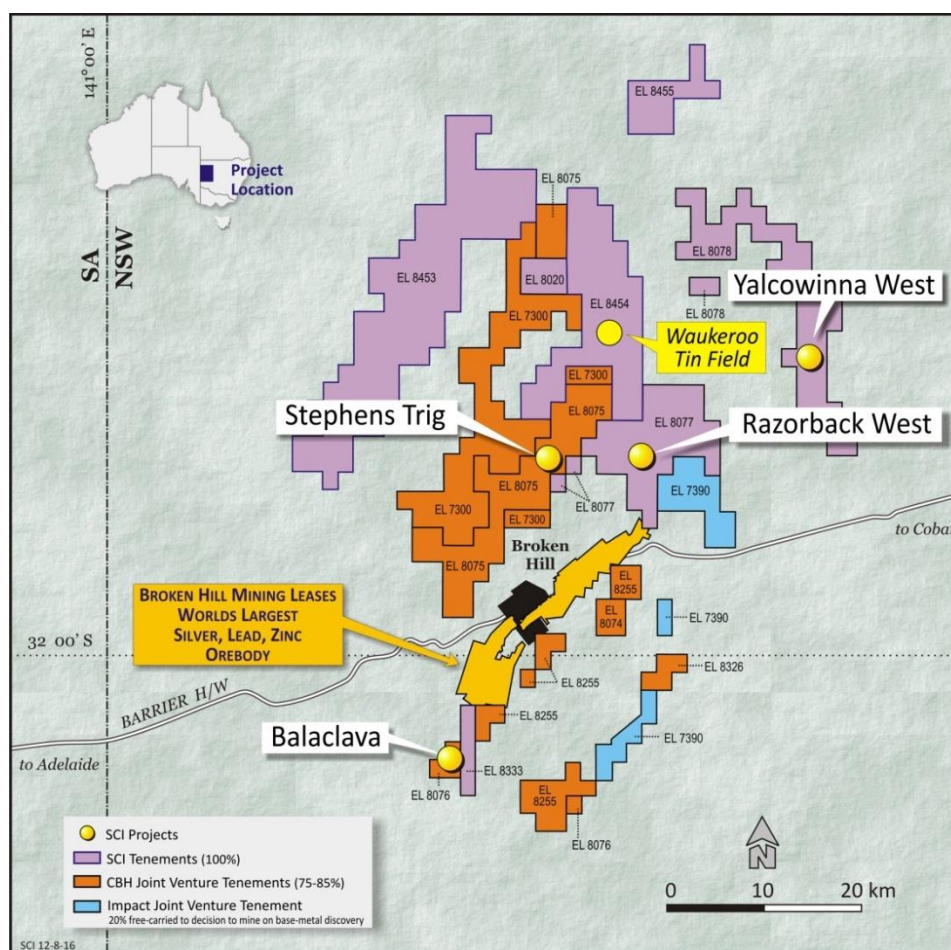 141°00′ E
Project
Location
SA
NSW
EL 8455
EL 8075
EL 8453
EL 8020
EL 8454
EL 7300
EL 8078
EL 8078
Yalcowinna West
Waukeroo
Tin Field
EL 7300
EL 8075
EL 8077
Stephens Trig
Razorback West
EL 8075
EL 7390
EL 7300
EL 8077
EL 7300
to Cobar
EL 8075
Broken
Hill
BROKEN HILL MINING LEASES
WORLDS LARGEST
SILVER, LEAD, ZINC
OREBODY
EL
8255
EL
8074
EL 7390
32 00′ S
EL 8326
EL 8255
BARRIER H/W
EL 8255
EL 7390
Balaclava
to Adelaide
EL 8333
EL 8076
EL
8255
EL 8076
SCI Projects
SCI Tenements (100%)
CBH Joint Venture Tenements (75-85%)
Impact Joint Venture Tenement
20% free-carried to decision to mine on base-metal discovery
N
0 10 20 km
SCI 12-8-16